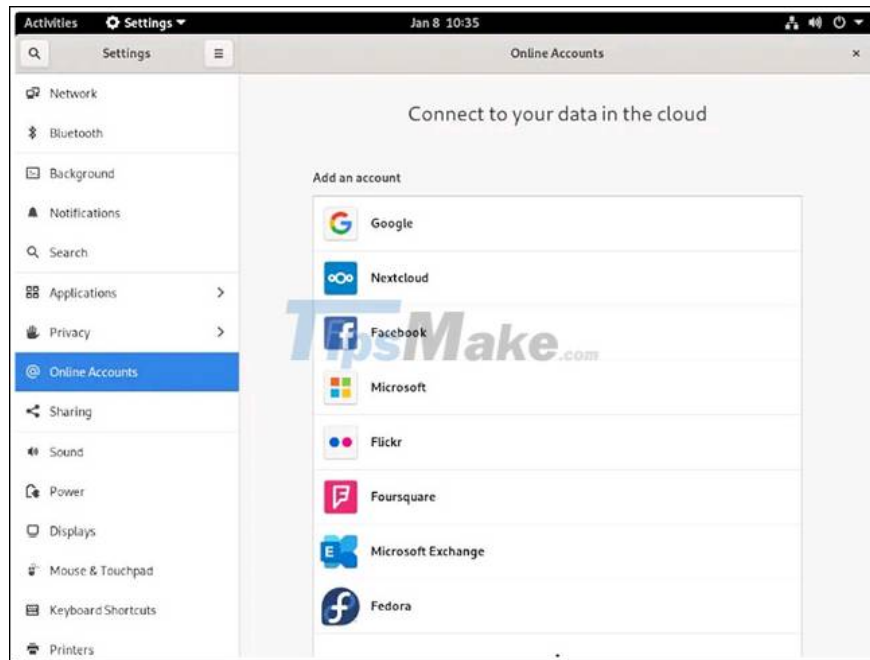 Activities Settings Jan 8 10:35
Settings Online Accounts
Network
Bluetooth
Background
Notifications
Search
Applications
Privacy
Online Accounts
Sharing
Sound
Power
Displays
Mouse & Touchpad
Keyboard Shortcuts
Printers
Connect to your data in the cloud
Add an account
Google
Nextcloud
Facebook
Microsoft
Flickr
Foursquare
E Microsoft Exchange
Fedora
TipsMake.com